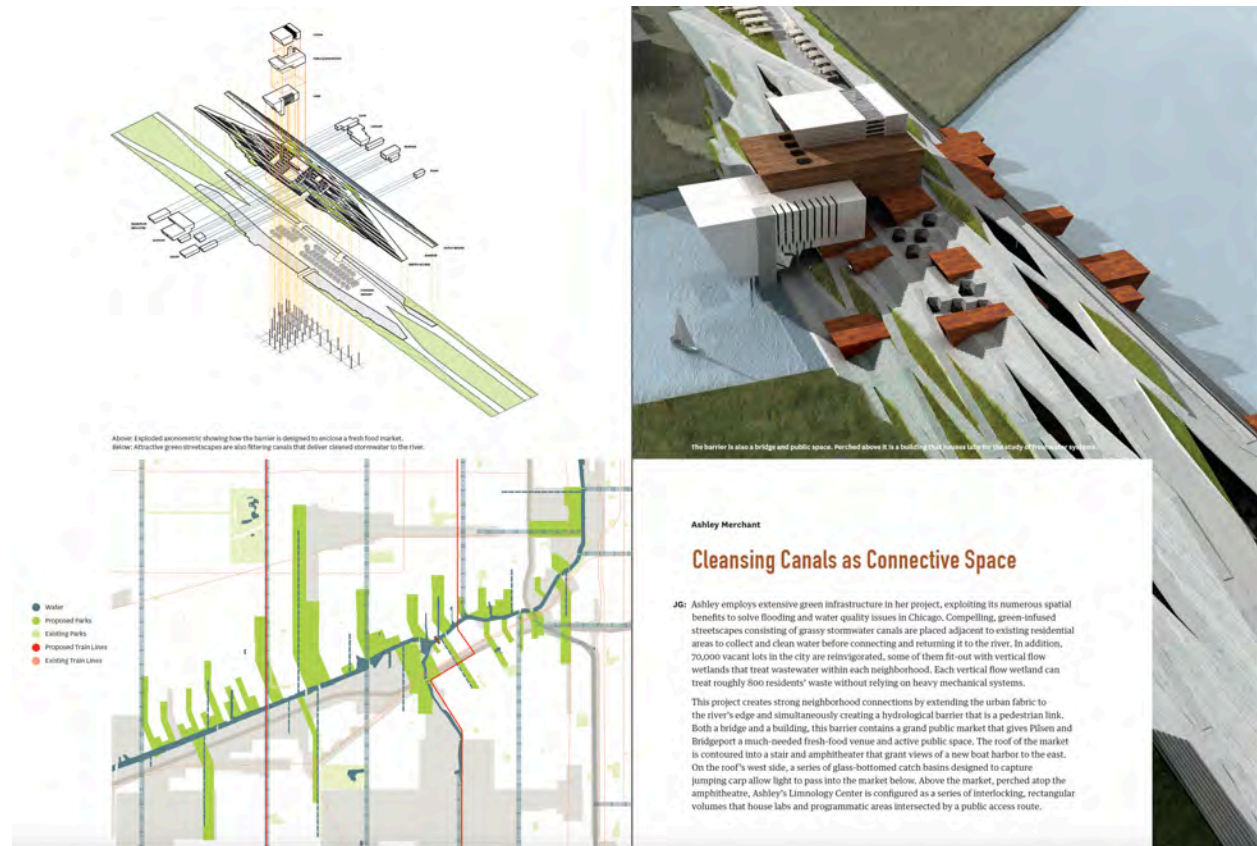 Above: Exploded axonometric showing how the barrier is designed to enclose a fresh food market.
Below: Attractive green streetscapes are also filtering canals that deliver cleaned stormwater to the river.
Water
Proposed Parks
Existing Parks
Proposed Train Lines
Existing Train Lines
The barrier is also a bridge and public space. Perched above it is a building that houses labs for the study of freshwater systems.
Ashley Merchant
Cleansing Canals as Connective Space
JG: Ashley employs extensive green infrastructure in her project, exploiting its numerous spatial
benefits to solve flooding and water quality issues in Chicago. Compelling, green-infused
streetscapes consisting of grassy stormwater canals are placed adjacent to existing residential
areas to collect and clean water before connecting and returning it to the river. In addition,
70,000 vacant lots in the city are reinvigorated, some of them fit-out with vertical flow
wetlands that treat wastewater within each neighborhood. Each vertical flow wetland can
treat roughly 800 residents' waste without relying on heavy mechanical systems.
This project creates strong neighborhood connections by extending the urban fabric to
the river's edge and simultaneously creating a hydrological barrier that is a pedestrian link.
Both a bridge and a building, this barrier contains a grand public market that gives Pilsen and
Bridgeport a much-needed fresh-food venue and active public space. The roof of the market
is contoured into a stair and amphitheater that grant views of a new boat harbor to the east.
On the roof's west side, a series of glass-bottomed catch basins designed to capture
jumping carp allow light to pass into the market below. Above the market, perched atop the
amphitheatre, Ashley's Limnology Center is configured as a series of interlocking, rectangular
volumes that house labs and programmatic areas intersected by a public access route.